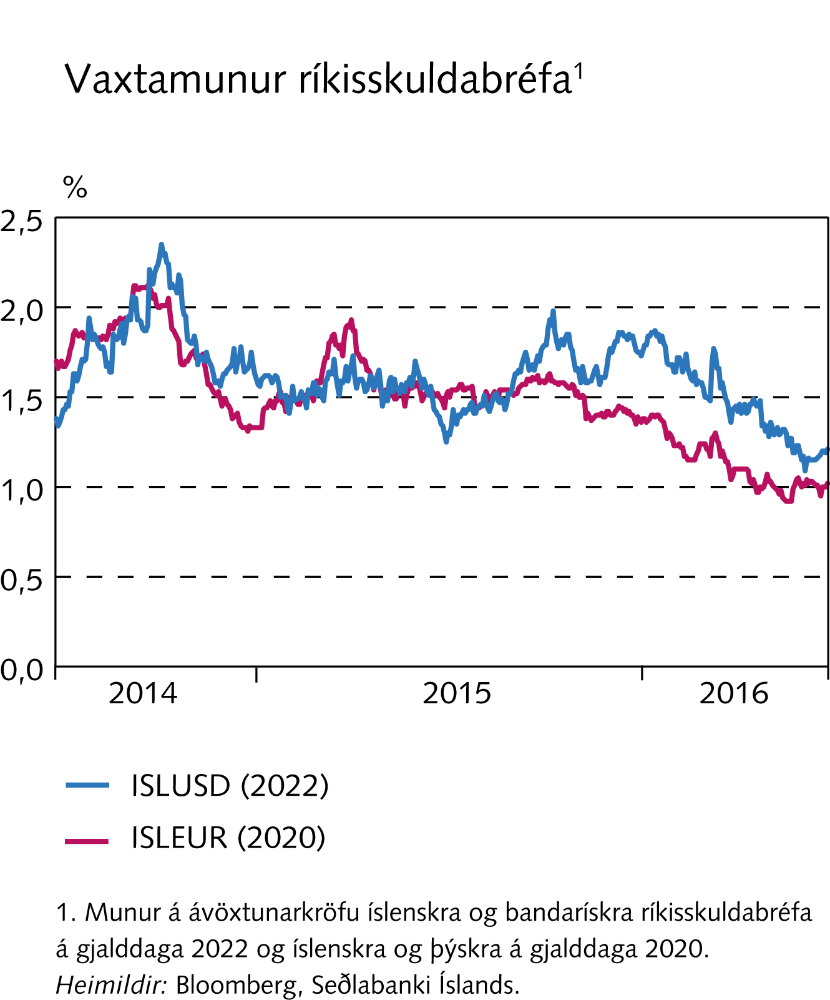 Vaxtamunur ríkisskuldabréfa¹
%
2,5
2,0
1,5
1,0
0,5
0,0
2014 2015 2016
ISLUSD (2022)
ISLEUR (2020)
1. Munur á ávöxtunarkröfu íslenskra og bandarískra ríkisskuldabréfa
á gjalddaga 2022 og íslenskra og þýskra á gjalddaga 2020.
Heimildir: Bloomberg, Seðlabanki Íslands.